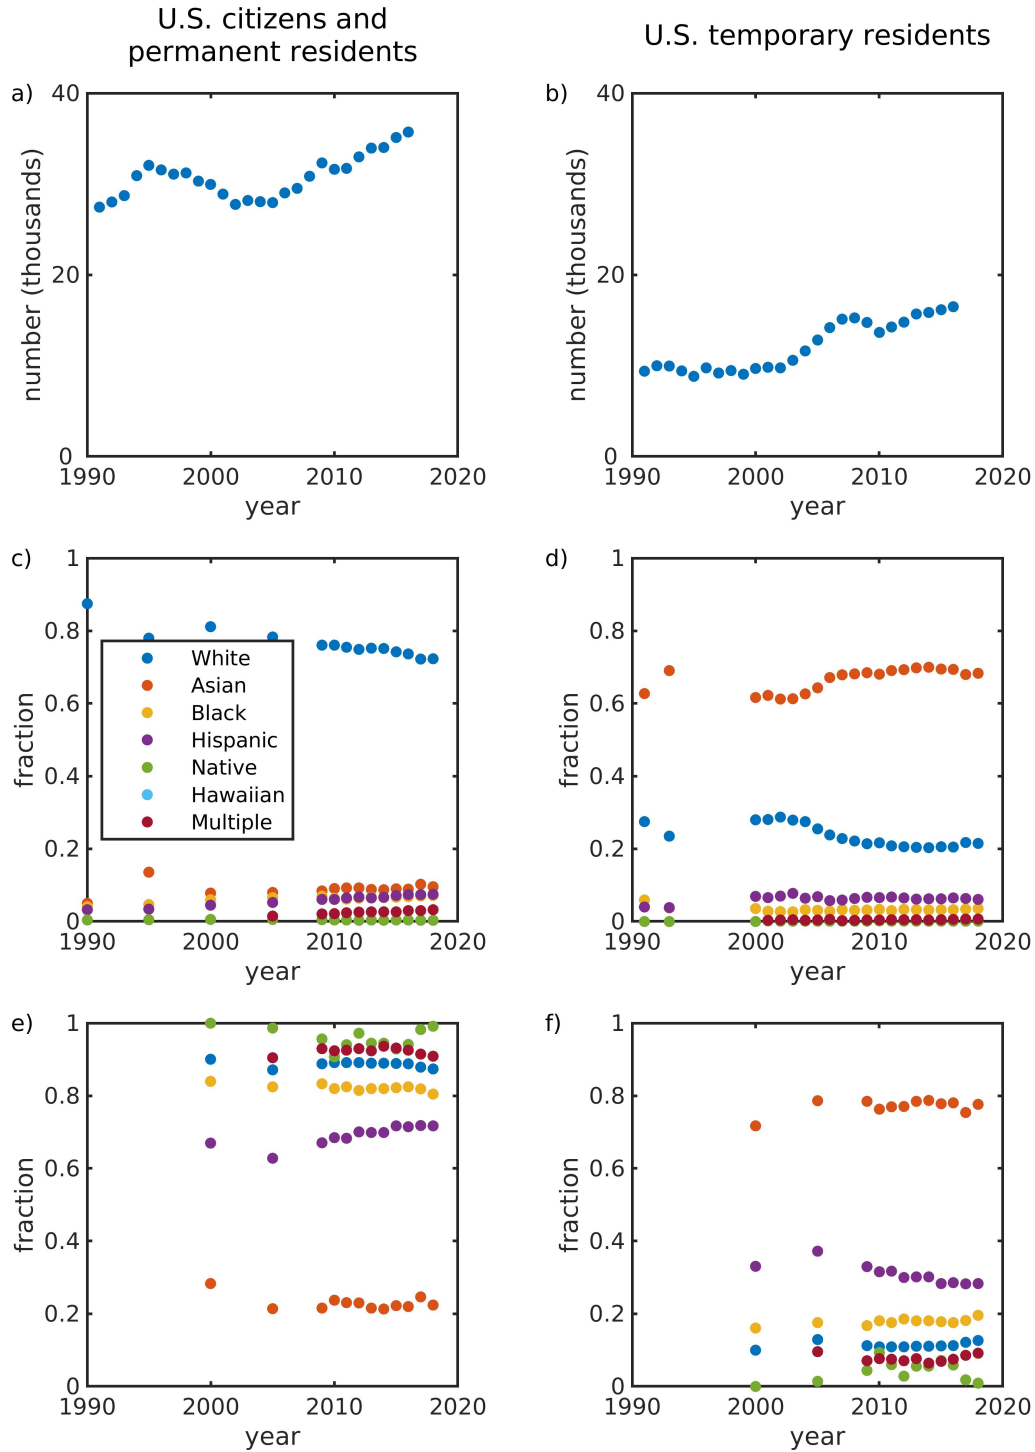 U.S. citizens and
permanent residents
U.S. temporary residents
a)
40
20
0
number (thousands)
1990
2000
2010
2020
year
b)
40
20
0
number (thousands)
1990
2000
2010
2020
year
c)
1
0.8
0.6
0.4
0.2
0
fraction
White
Asian
Black
Hispanic
Native
Hawaiian
Multiple
1990
2000
2010
2020
year
d)
1
0.8
0.6
0.4
0.2
0
fraction
1990
2000
2010
2020
year
e)
1
0.8
0.6
0.4
0.2
0
fraction
1990
2000
2010
2020
year
f)
1
0.8
0.6
0.4
0.2
0
fraction
1990
2000
2010
2020
year